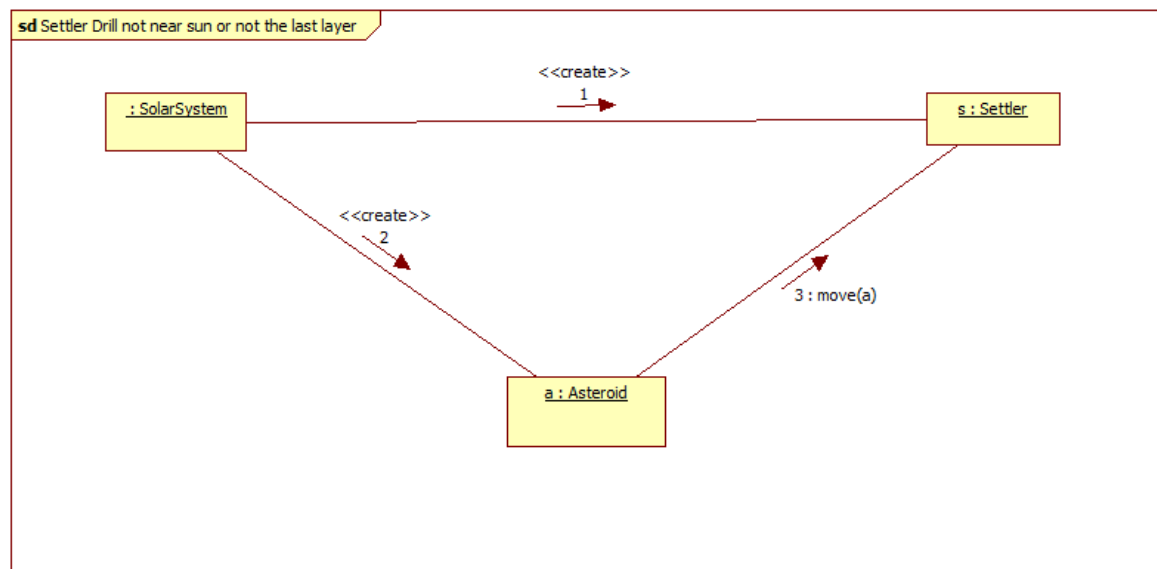 sd Settler Drill not near sun or not the last layer
<<create>>
1
: SolarSystem
s : Settler
<<create>>
2
3 : move(a)
a : Asteroid